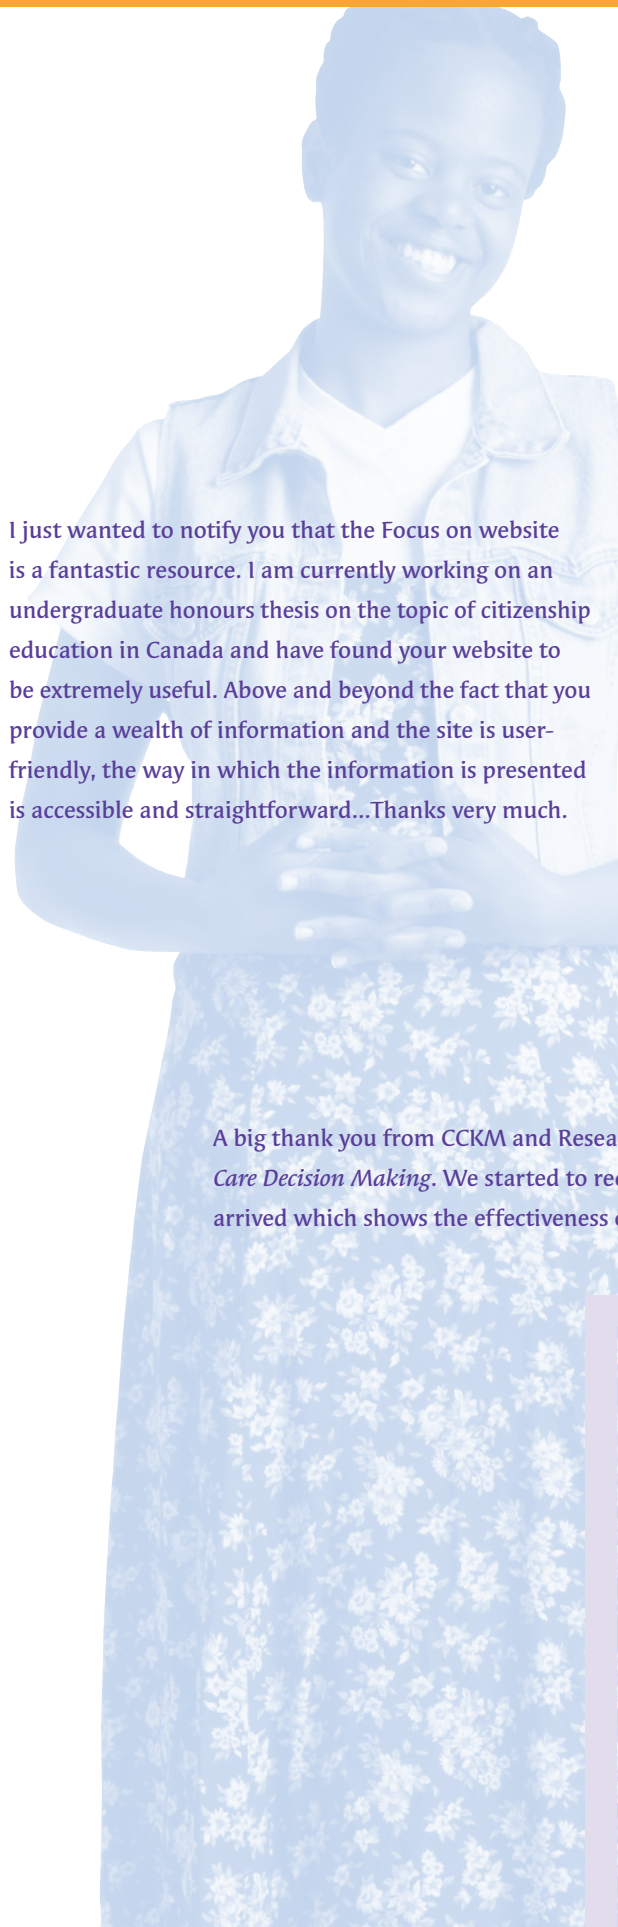 I just wanted to notify you that the Focus on website
is a fantastic resource. I am currently working on an
undergraduate honours thesis on the topic of citizenship
education in Canada and have found your website to
be extremely useful. Above and beyond the fact that you
provide a wealth of information and the site is user-
friendly, the way in which the information is presented
is accessible and straightforward...Thanks very much.
A big thank you from CCKM and
Care Decision Making. We started to
arrived which shows the effectiveness